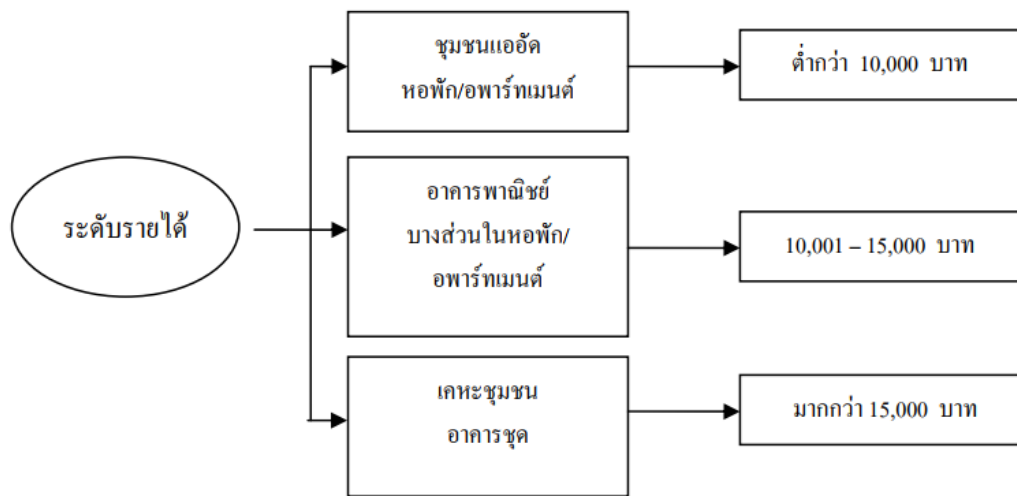 ระดับรายได้
ชุมชนแออัด
หอพัก/อพาร์ทเมนต์
ต่ำกว่า 10,000 บาท
อาคารพาณิชย์
บางส่วนในหอพัก/
อพาร์ทเมนต์
10,001 – 15,000 บาท
เคหะชุมชน
อาคารชุด
มากกว่า 15,000 บาท